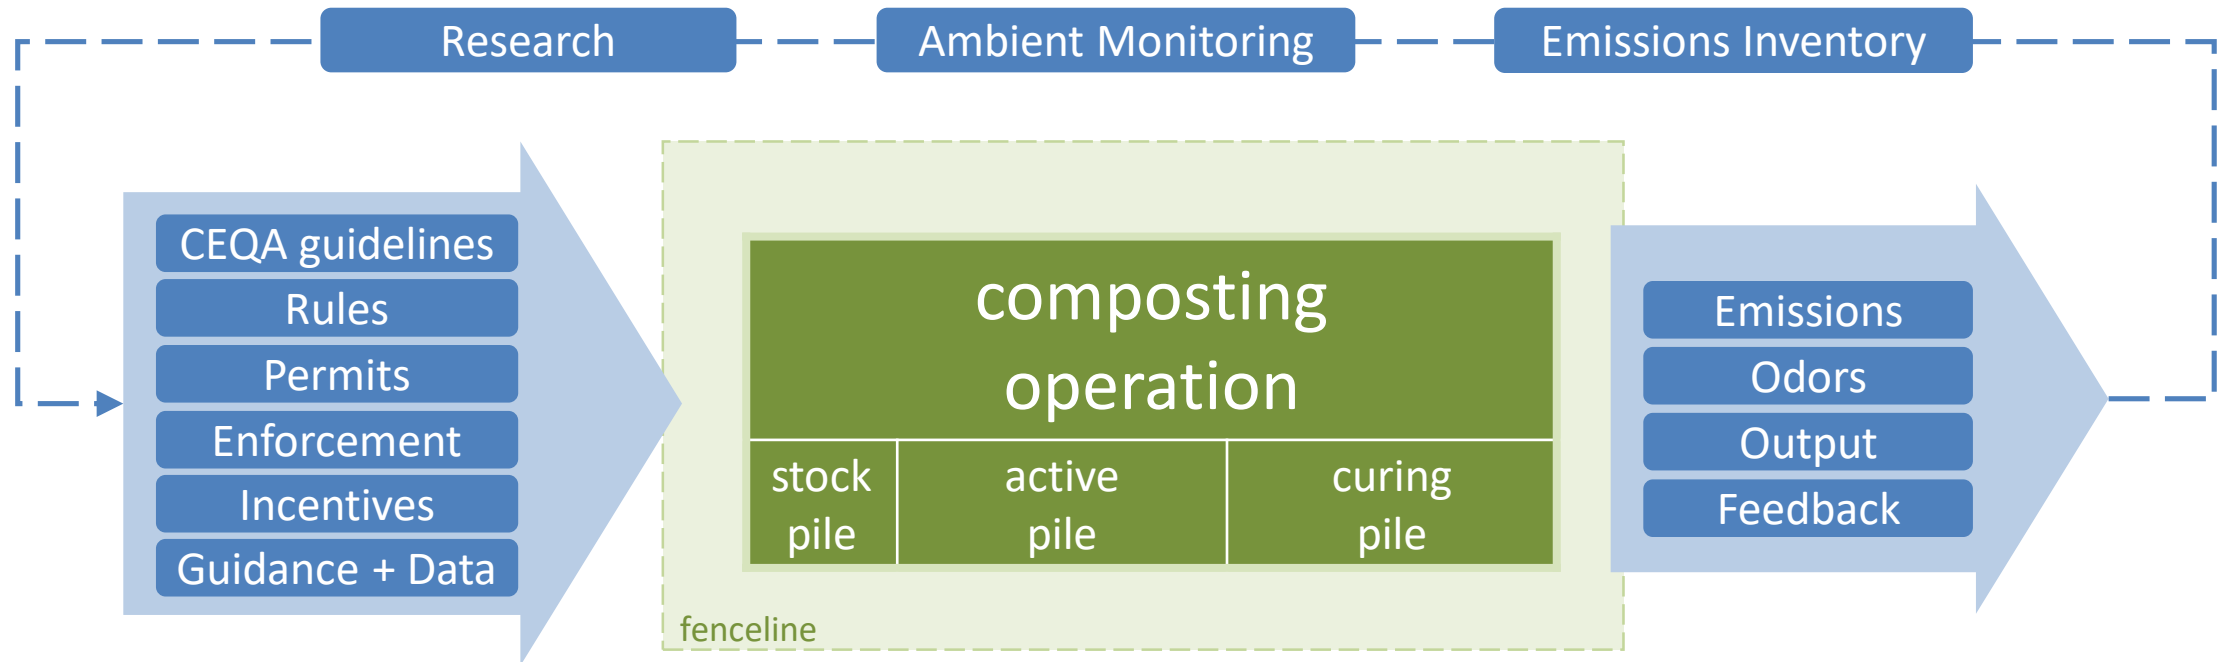 Research
Ambient Monitoring
Emissions Inventory
CEQA guidelines
Rules
Permits
Enforcement
Incentives
Guidance + Data
composting
operation
stock
pile
active
pile
curing
pile
fenceline
Emissions
Odors
Output
Feedback